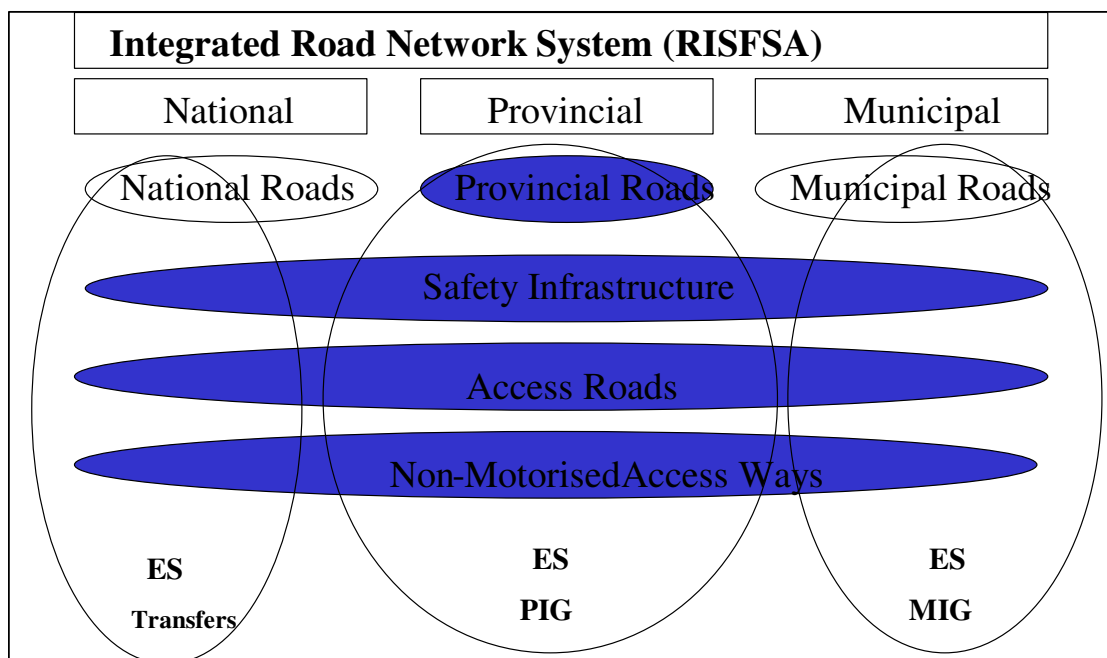 Integrated Road Network System (RISFSA)
National Provincial Municipal
National Roads Provincial Roads Municipal Roads
Safety Infrastructure
Access Roads
Non-MotorisedAccess Ways
ES ES ES
Transfers PIG MIG